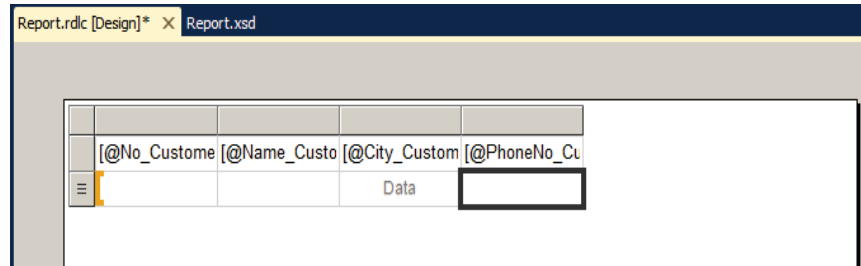 Report.rdlc [Design]* × Report.xsd
[@No_Custome [@Name_Custo [@City_Custom [@PhoneNo_Cu
Data